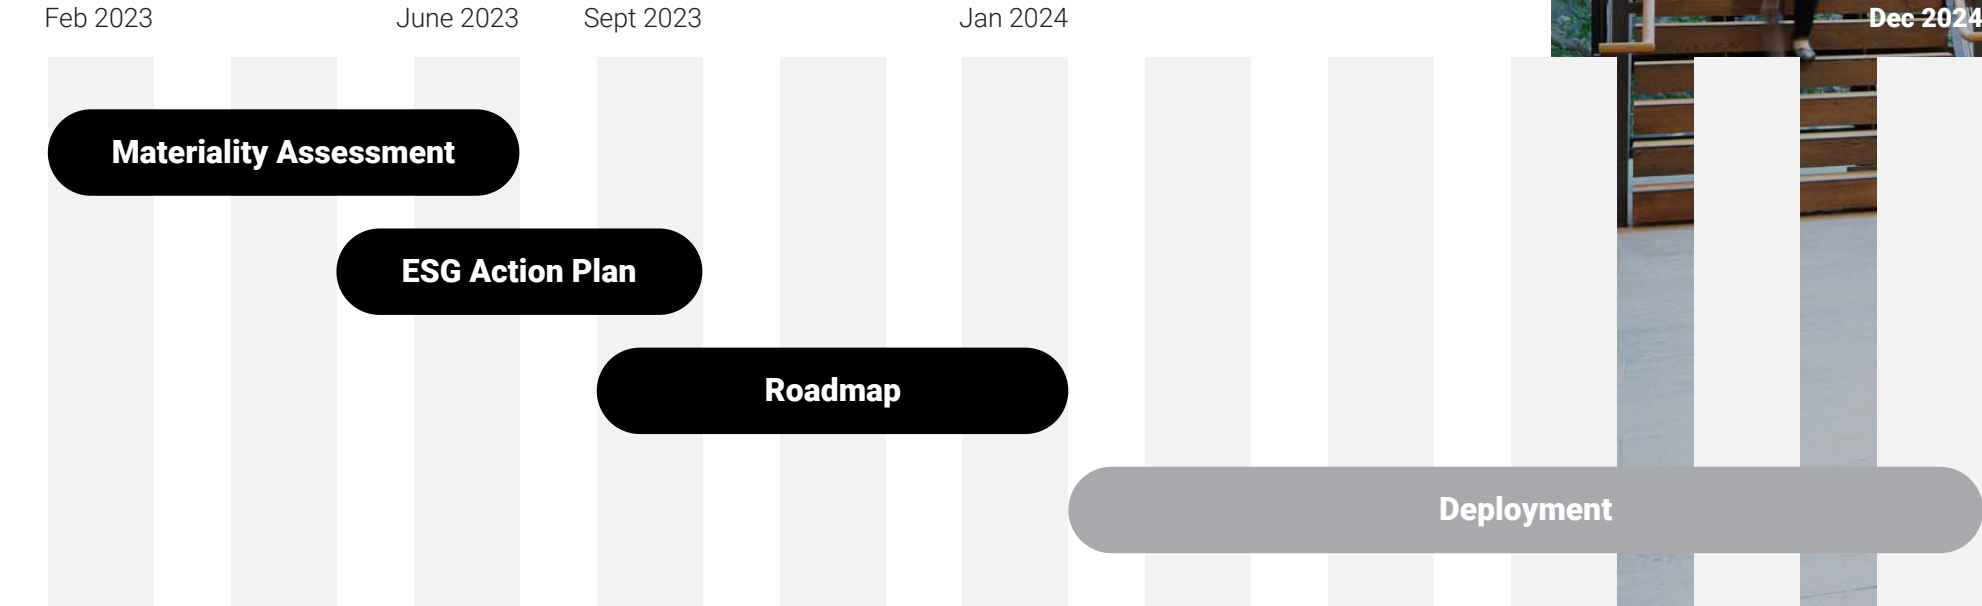 Feb 2023 June 2023 Sept 2023 Jan 2024 Dec 2024
Materiality Assessment
ESG Action Plan
Roadmap
Deployment